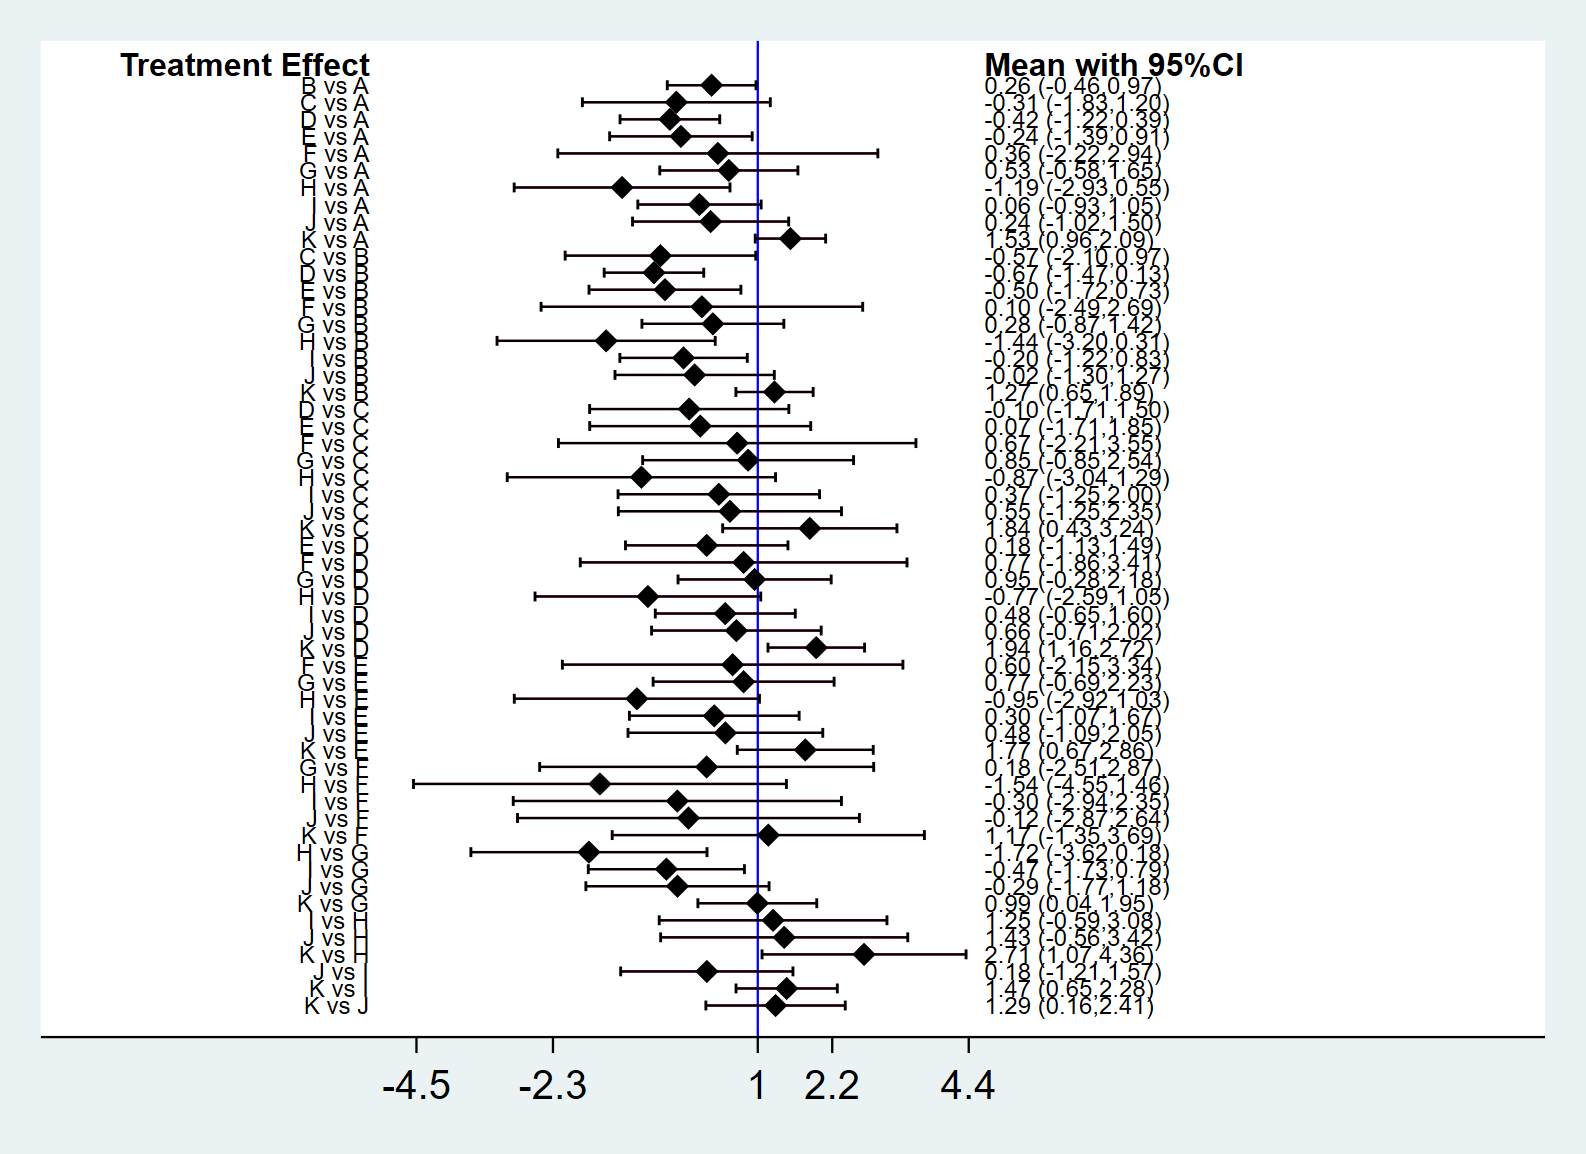 Treatment Effect Mean with 95%CI
B vs A 0.26 (-0.46,0.97)
C vs A -0.31 (-1.83,1.20)
D vs A -0.42 (-1.22,0.39)
E vs A -0.24 (-1.39,0.91)
F vs A 0.36 (-2.22,2.94)
G vs A 0.53 (-0.58,1.65)
H vs A -1.19 (-2.93,0.55)
I vs A 0.06 (-0.93,1.05)
J vs A 0.24 (-1.02,1.50)
K vs A 1.53 (0.96,2.09)
C vs B -0.57 (-2.10,0.97)
D vs B -0.67 (-1.47,0.13)
E vs B -0.50 (-1.72,0.73)
F vs B 0.10 (-2.49,2.69)
G vs B 0.28 (-0.87,1.42)
H vs B -1.44 (-3.20,0.31)
I vs B -0.20 (-1.22,0.83)
J vs B -0.02 (-1.30,1.27)
K vs B 1.27 (0.65,1.89)
D vs C -0.10 (-1.71,1.50)
E vs C 0.07 (-1.71,1.85)
F vs C 0.67 (-2.21,3.55)
G vs C 0.85 (-0.85,2.54)
H vs C -0.87 (-3.04,1.29)
I vs C 0.37 (-1.25,2.00)
J vs C 0.55 (-1.25,2.35)
K vs C 1.84 (0.43,3.24)
E vs D 0.18 (-1.13,1.49)
F vs D 0.77 (-1.86,3.41)
G vs D 0.95 (-0.28,2.18)
H vs D -0.77 (-2.59,1.05)
I vs D 0.48 (-0.65,1.60)
J vs D 0.66 (-0.71,2.02)
K vs D 1.94 (1.16,2.72)
F vs E 0.60 (-2.15,3.34)
G vs E 0.77 (-0.69,2.23)
H vs E -0.95 (-2.92,1.03)
I vs E 0.30 (-1.07,1.67)
J vs E 0.48 (-1.09,2.05)
K vs E 1.77 (0.67,2.86)
G vs F 0.18 (-2.51,2.87)
H vs F -1.54 (-4.55,1.46)
I vs F -0.30 (-2.94,2.35)
J vs F -0.12 (-2.87,2.64)
K vs F 1.17 (-1.35,3.69)
H vs G -1.72 (-3.62,0.18)
I vs G -0.47 (-1.73,0.79)
J vs G -0.29 (-1.77,1.18)
K vs G 0.99 (0.04,1.95)
I vs H 1.25 (-0.59,3.08)
J vs H 1.43 (-0.56,3.42)
K vs H 2.71 (1.07,4.36)
J vs I 0.18 (-1.21,1.57)
K vs I 1.47 (0.65,2.28)
K vs J 1.29 (0.16,2.41)
-4.5 -2.3 1 2.2 4.4